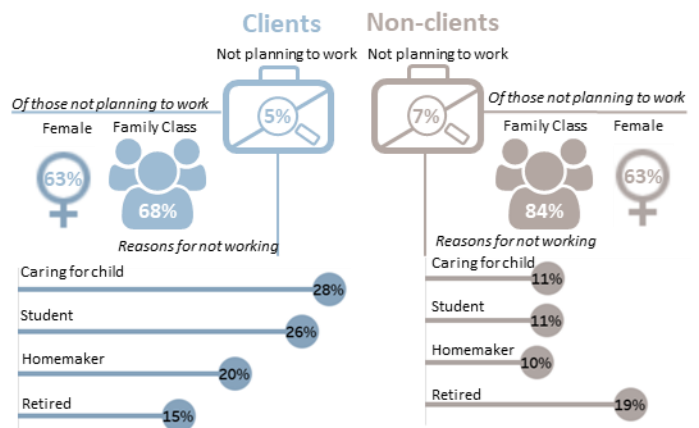 Clients
Not planning to work
5%
Of those not planning to work
Female
Family Class
63%
68%
Reasons for not working
Caring for child
28%
Student
26%
Homemaker
20%
Retired
15%
Non-clients
Not planning to work
7%
Of those not planning to work
Family Class
Female
84%
63%
Reasons for not working
Caring for child
11%
Student
11%
Homemaker
10%
Retired
19%